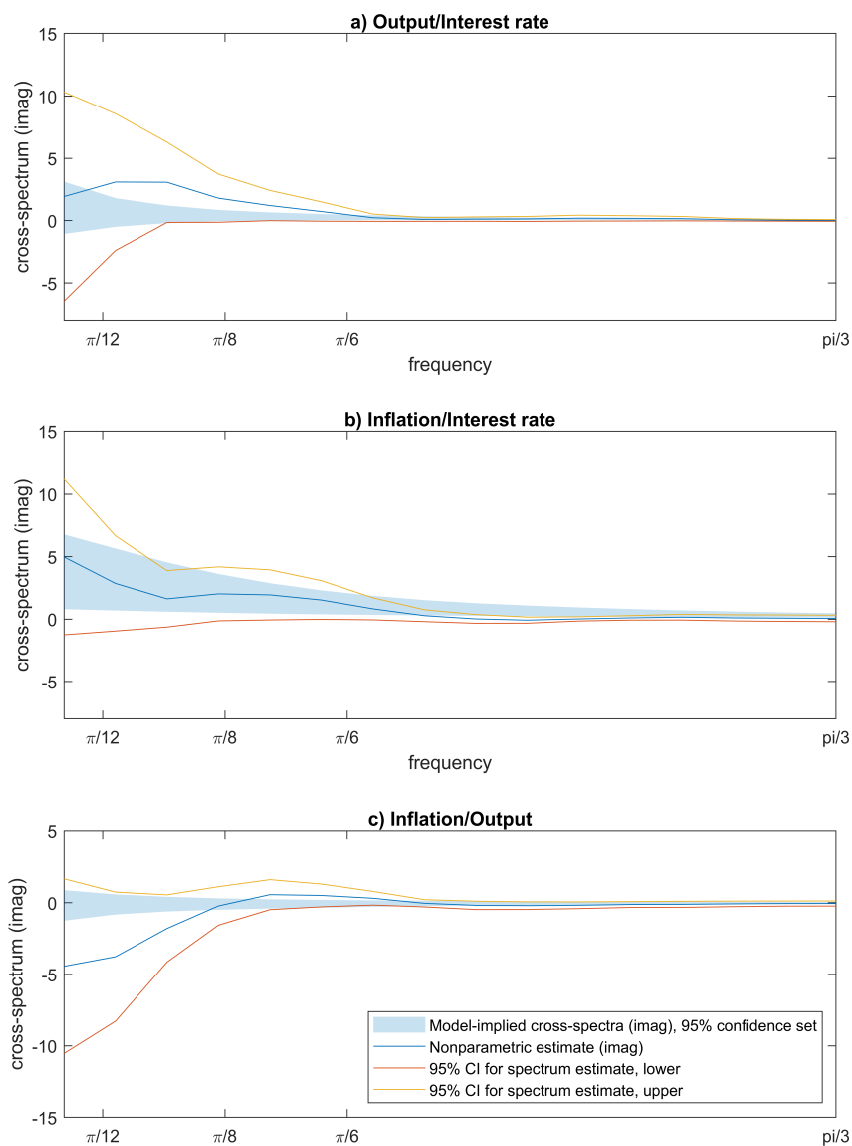 a) Output/Interest rate
15
10
5
0
-5
cross-spectrum (imag)
π/12 π/8 π/6 pi/3
frequency
b) Inflation/Interest rate
15
10
5
0
-5
cross-spectrum (imag)
π/12 π/8 π/6 pi/3
frequency
c) Inflation/Output
5
0
-5
-10
-15
cross-spectrum (imag)
Model-implied cross-spectra (imag), 95% confidence set
Nonparametric estimate (imag)
95% CI for spectrum estimate, lower
95% CI for spectrum estimate, upper
π/12 π/8 π/6 pi/3